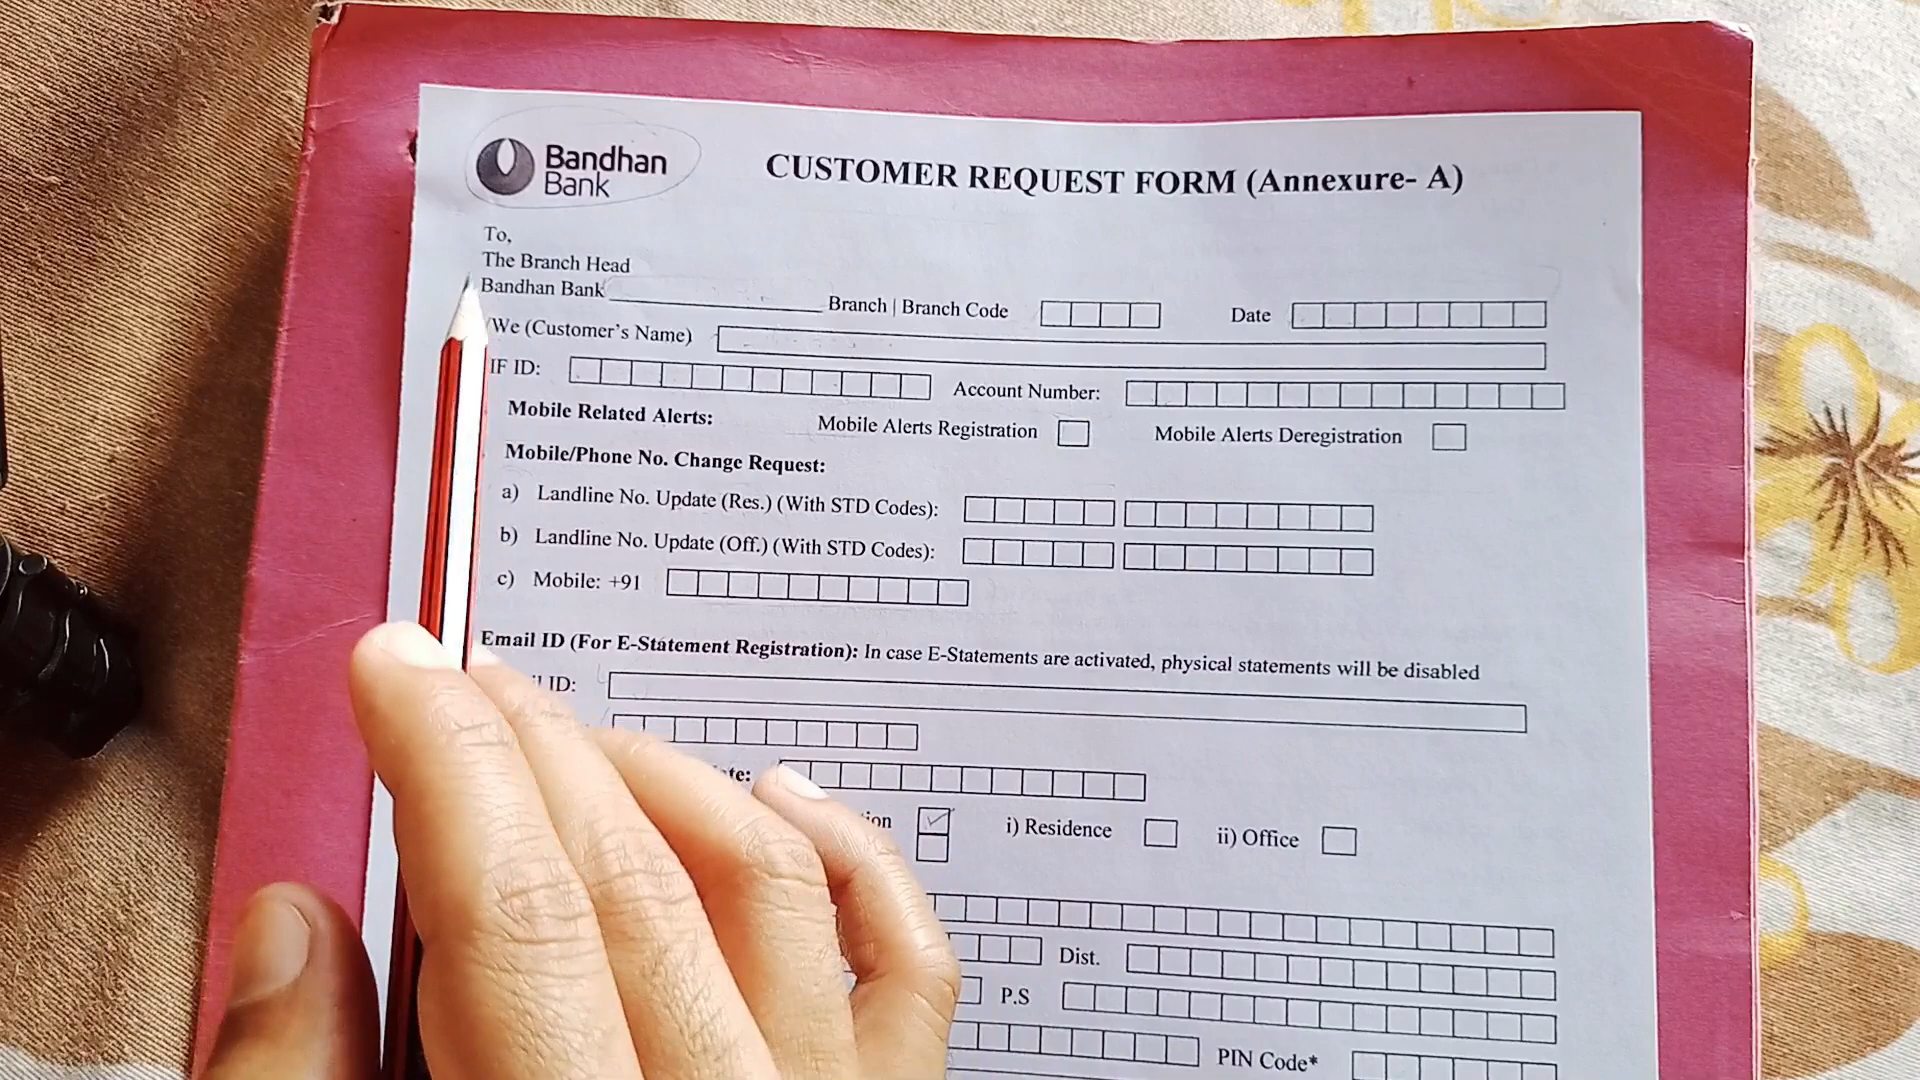 Bandhan
Bank
CUSTOMER REQUEST FORM (Annexure- A)
To,
The Branch Head
Bandhan Bank Branch | Branch Code Date
/We (Customer's Name)
IF ID: Account Number:
Mobile Related Alerts: Mobile Alerts Registration Mobile Alerts Deregistration
Mobile/Phone No. Change Request:
a) Landline No. Update (Res.) (With STD Codes):
b) Landline No. Update (Off.) (With STD Codes):
c) Mobile: +91
Email ID (For E-Statement Registration): In case E-Statements are activated, physical statements will be disabled
ID:
i) Residence ii) Office
Dist.
P.S
PIN Code*